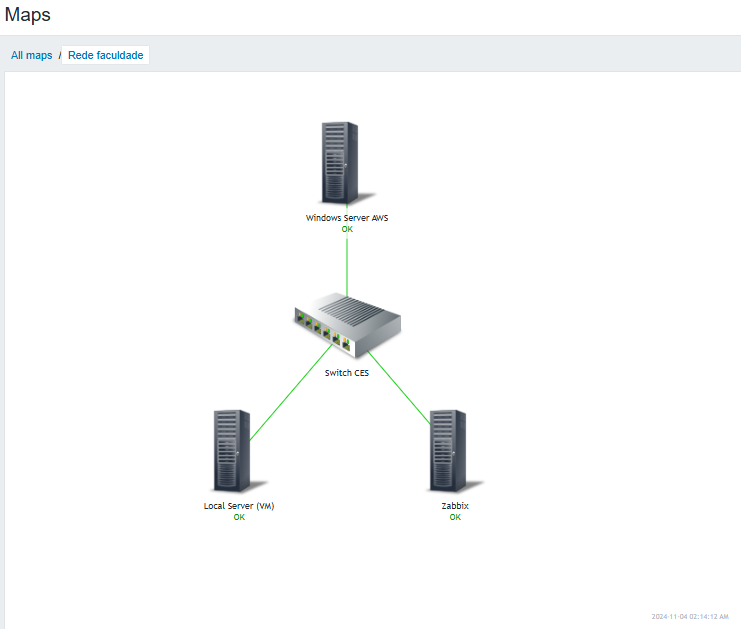 Maps
All maps / Rede faculdade
Windows Server AWS
OK
Switch CES
Local Server (VM)
OK
Zabbix
OK
2024-11-04 02:14:12 AM